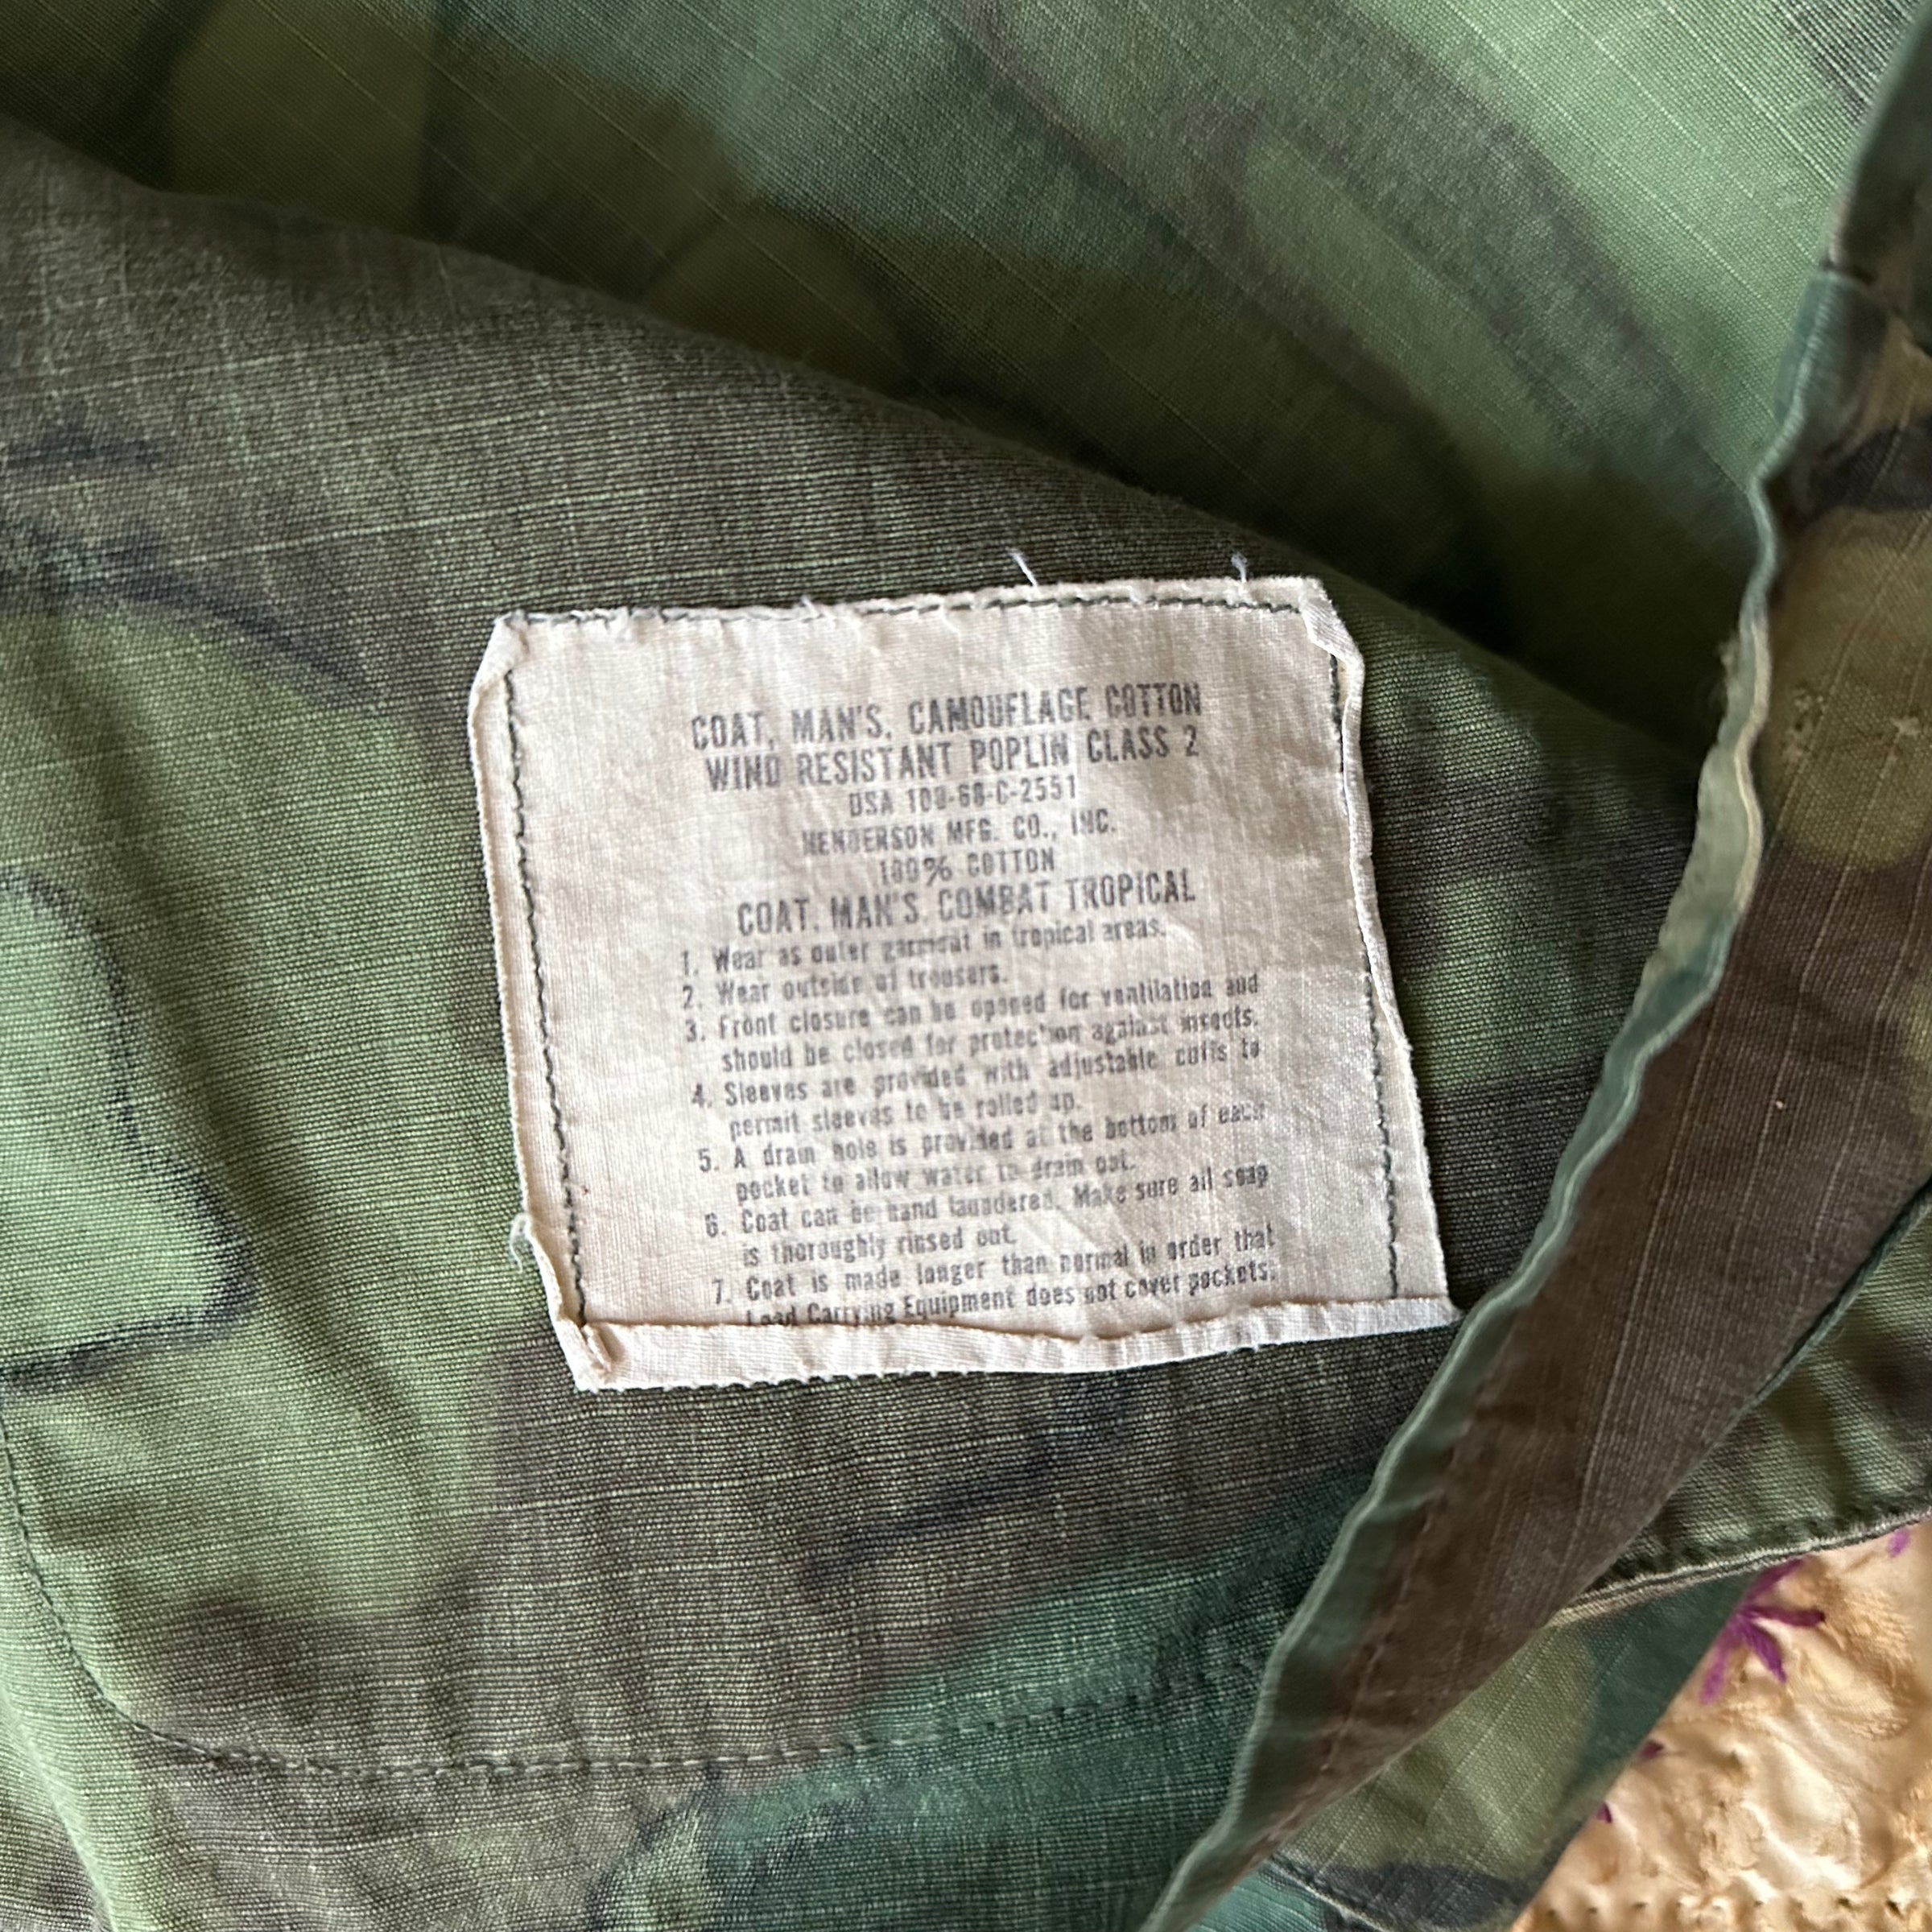 COAT, MAN'S, CAMOUFLAGE COTTON
WIND RESISTANT POPLIN CLASS 2
DSA 100-68-C-2551
HENDERSON MFG. CO., INC.
100% COTTON
COAT, MAN'S, COMBAT TROPICAL
1. Wear as outer garment in tropical areas.
2. Wear outside of trousers.
3. Front closure can be opened for ventilation and
should be closed for protection against insects.
4. Sleeves are provided with adjustable cuffs to
permit sleeves to be rolled up.
5. A drain hole is provided at the bottom of each
pocket to allow water to drain out.
6. Coat can be hand laundered. Make sure all soap
is thoroughly rinsed out.
7. Coat is made longer than normal in order that
Load Carrying Equipment does not cover pockets.